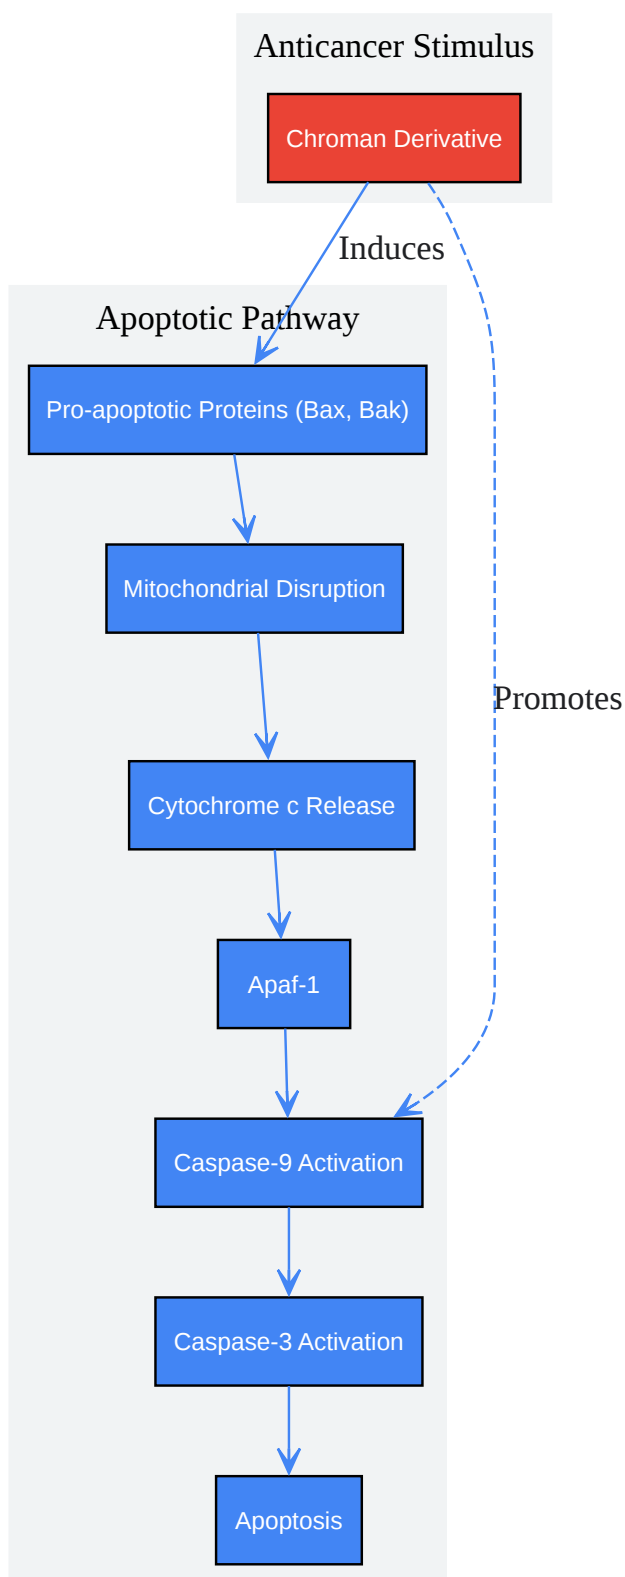 Anticancer Stimulus
Chroman Derivative
Induces
Apoptotic Pathway
Pro-apoptotic Proteins (Bax, Bak)
Mitochondrial Disruption
Promotes
Cytochrome c Release
Apaf-1
Caspase-9 Activation
Caspase-3 Activation
Apoptosis